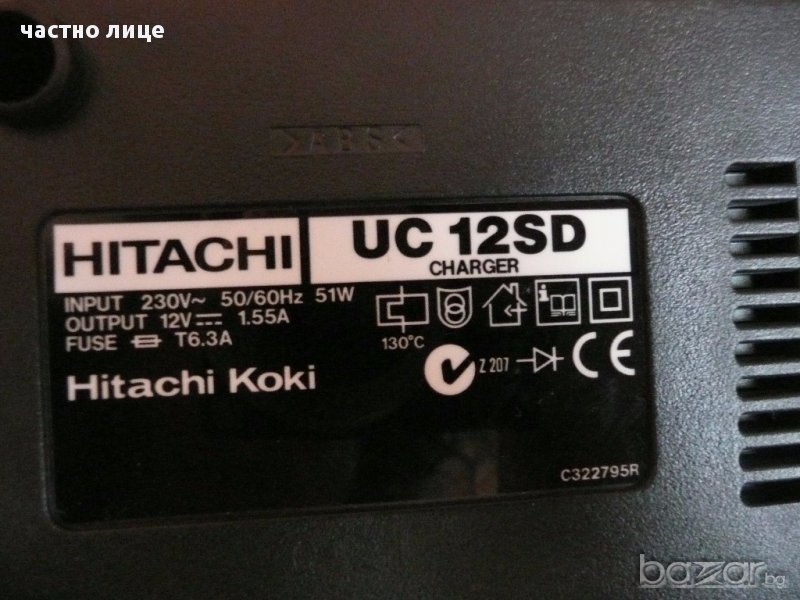 частно лице
>ABS<
HITACHI
UC 12SD
CHARGER
INPUT 230V~ 50/60Hz 51W
OUTPUT 12V⎓ 1.55A
FUSE T6.3A
130°C
Hitachi Koki
Z 207
CE
C322795R
bazar.bg